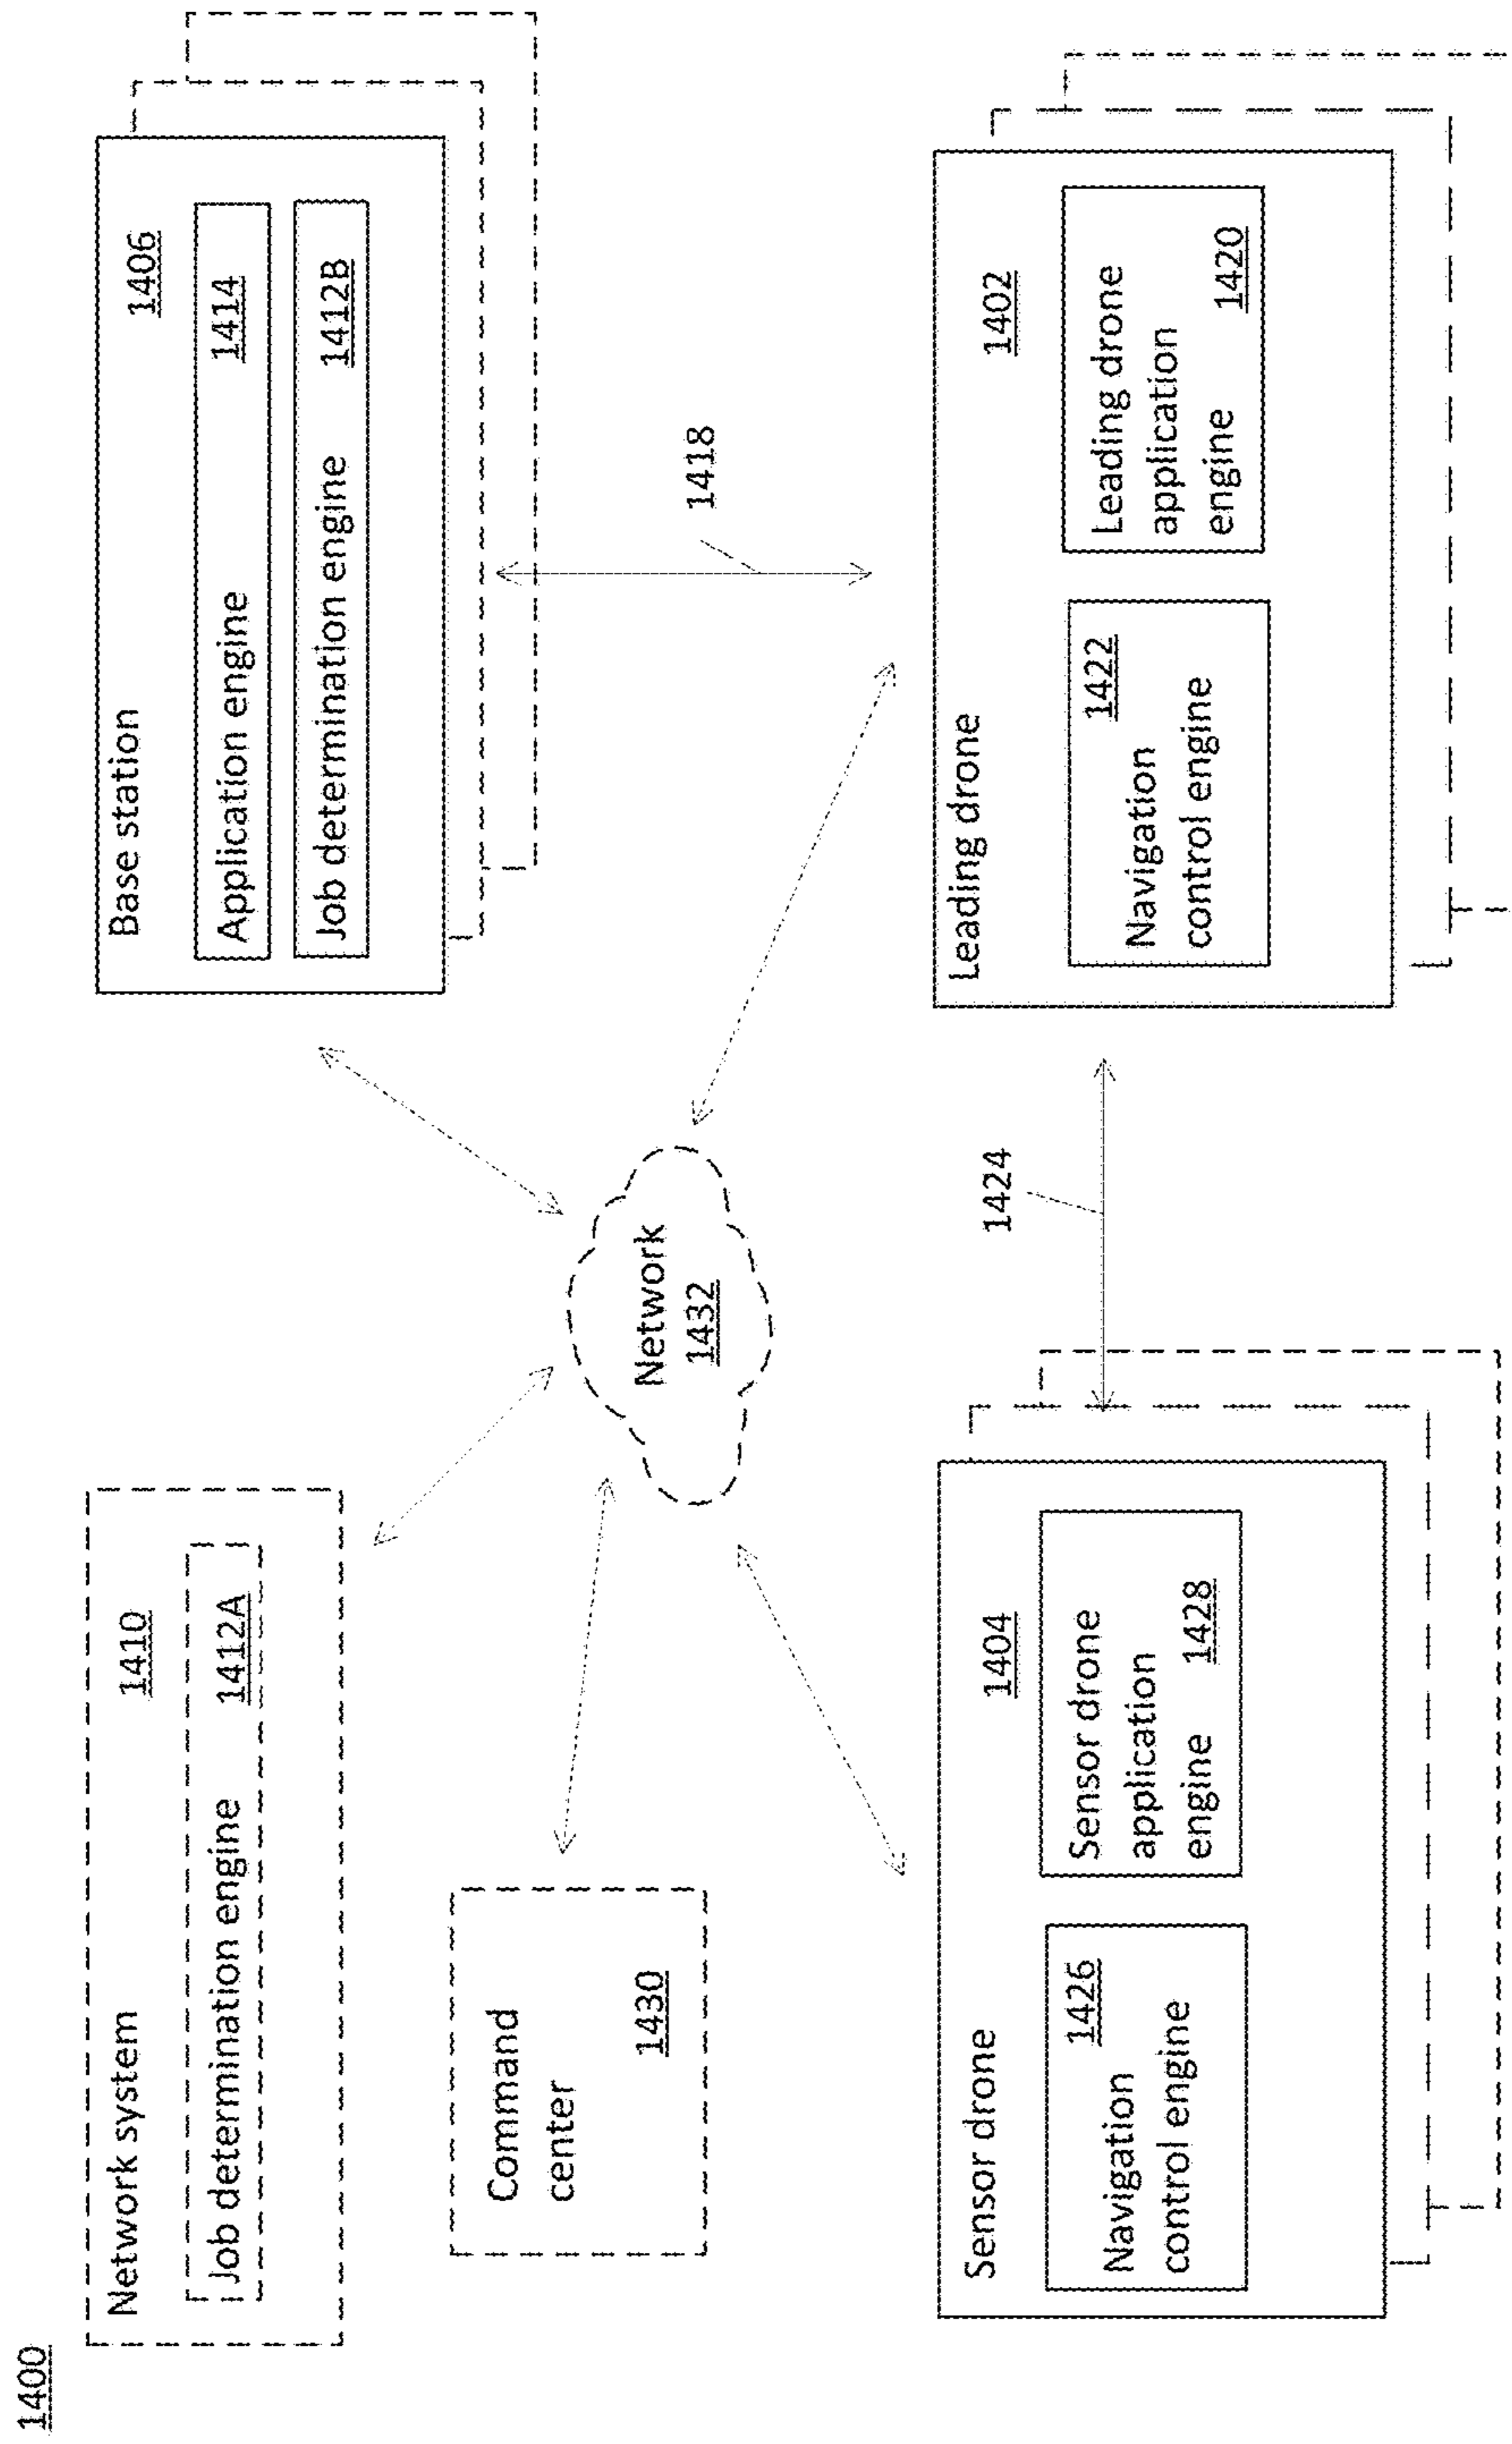 1400
Network system
1410
Job determination engine 1412A
Command
center
1430
Base station
1406
Application engine 1414
Job determination engine 1412B
Network
1432
1418
1424
Sensor drone
1404
1426
Navigation
control engine
Sensor drone
application
engine 1428
Leading drone
1402
1422
Navigation
control engine
Leading drone
application
engine 1420